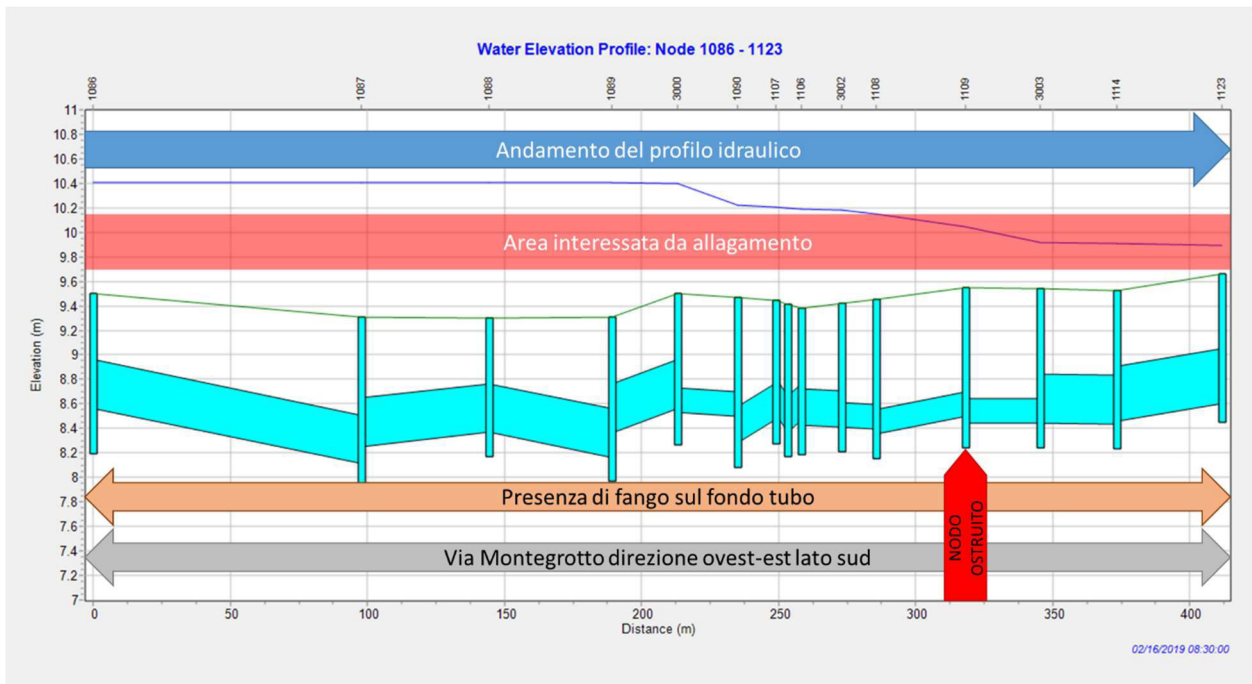 Water Elevation Profile: Node 1086 - 1123
1086 1087 1088 1089 3000 1090 1107 1106 3002 1108 1109 3003 1114 1123
11
10.8
Andamento del profilo idraulico
10.6
10.4
10.2
10
Area interessata da allagamento
9.8
9.6
9.4
9.2
Elevation (m)
9
8.8
8.6
8.4
8.2
8
Presenza di fango sul fondo tubo
7.8
7.6
NODO
OSTRUITO
7.4
Via Montegrotto direzione ovest-est lato sud
7.2
7
0 50 100 150 200 250 300 350 400
Distance (m)
02/16/2019 08:30:00